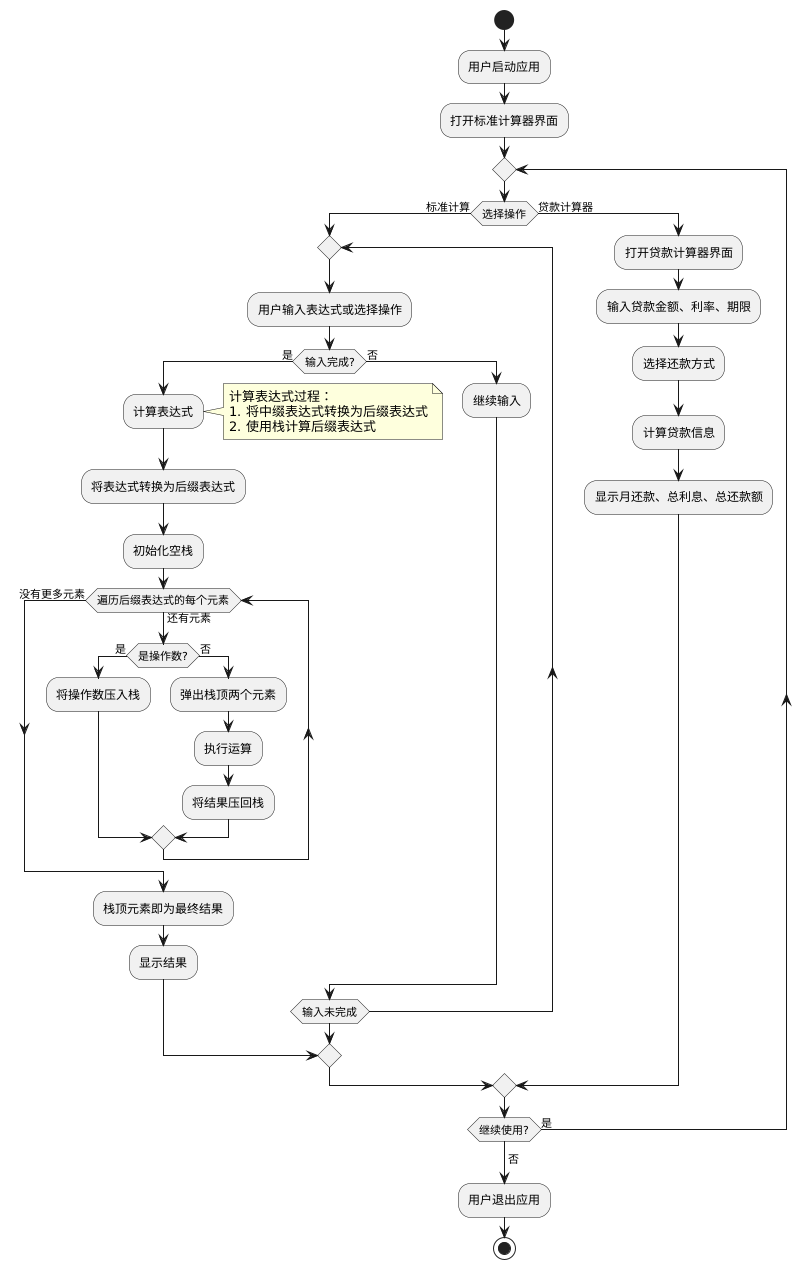 用户启动应用
打开标准计算器界面
选择操作
标准计算
贷款计算器
用户输入表达式或选择操作
输入完成?
是
否
计算表达式
计算表达式过程：
1. 将中缀表达式转换为后缀表达式
2. 使用栈计算后缀表达式
将表达式转换为后缀表达式
初始化空栈
遍历后缀表达式的每个元素
没有更多元素
还有元素
是操作数?
是
否
将操作数压入栈
弹出栈顶两个元素
执行运算
将结果压回栈
栈顶元素即为最终结果
显示结果
继续输入
输入未完成
打开贷款计算器界面
输入贷款金额、利率、期限
选择还款方式
计算贷款信息
显示月还款、总利息、总还款额
继续使用?
是
否
用户退出应用